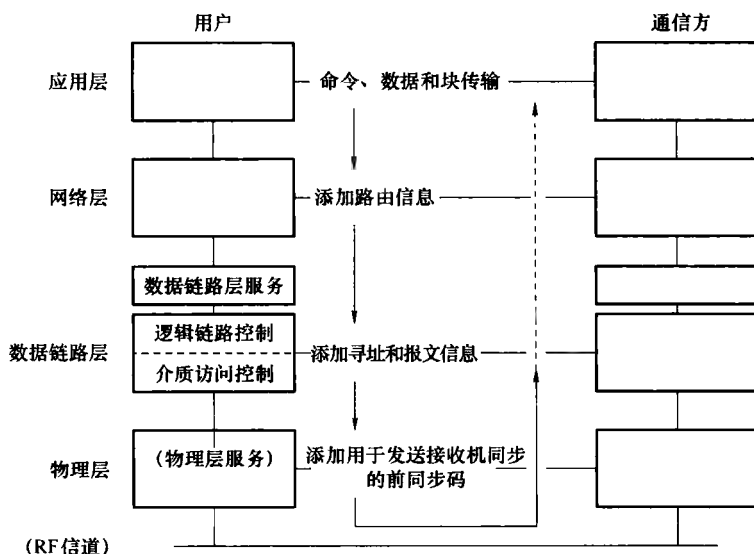 用户
通信方
应用层
命令、数据和块传输
网络层
添加路由信息
数据链路层服务
逻辑链路控制
数据链路层
添加寻址和报文信息
介质访问控制
物理层
(物理层服务)
添加用于发送接收机同步
的前同步码
(RF信道)